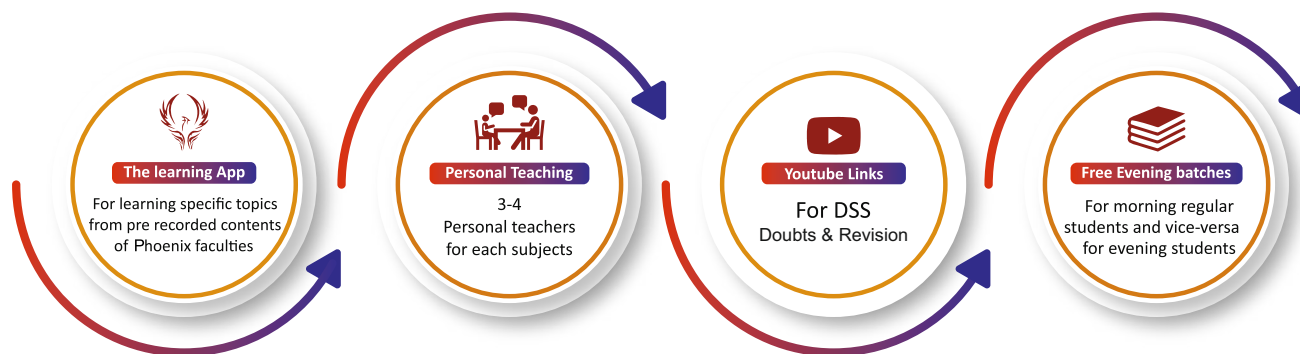 The learning App
For learning specific topics
from pre recorded contents
of Phoenix faculties
Personal Teaching
3-4
Personal teachers
for each subjects
Youtube Links
For DSS
Doubts & Revision
Free Evening batches
For morning regular
students and vice-versa
for evening students